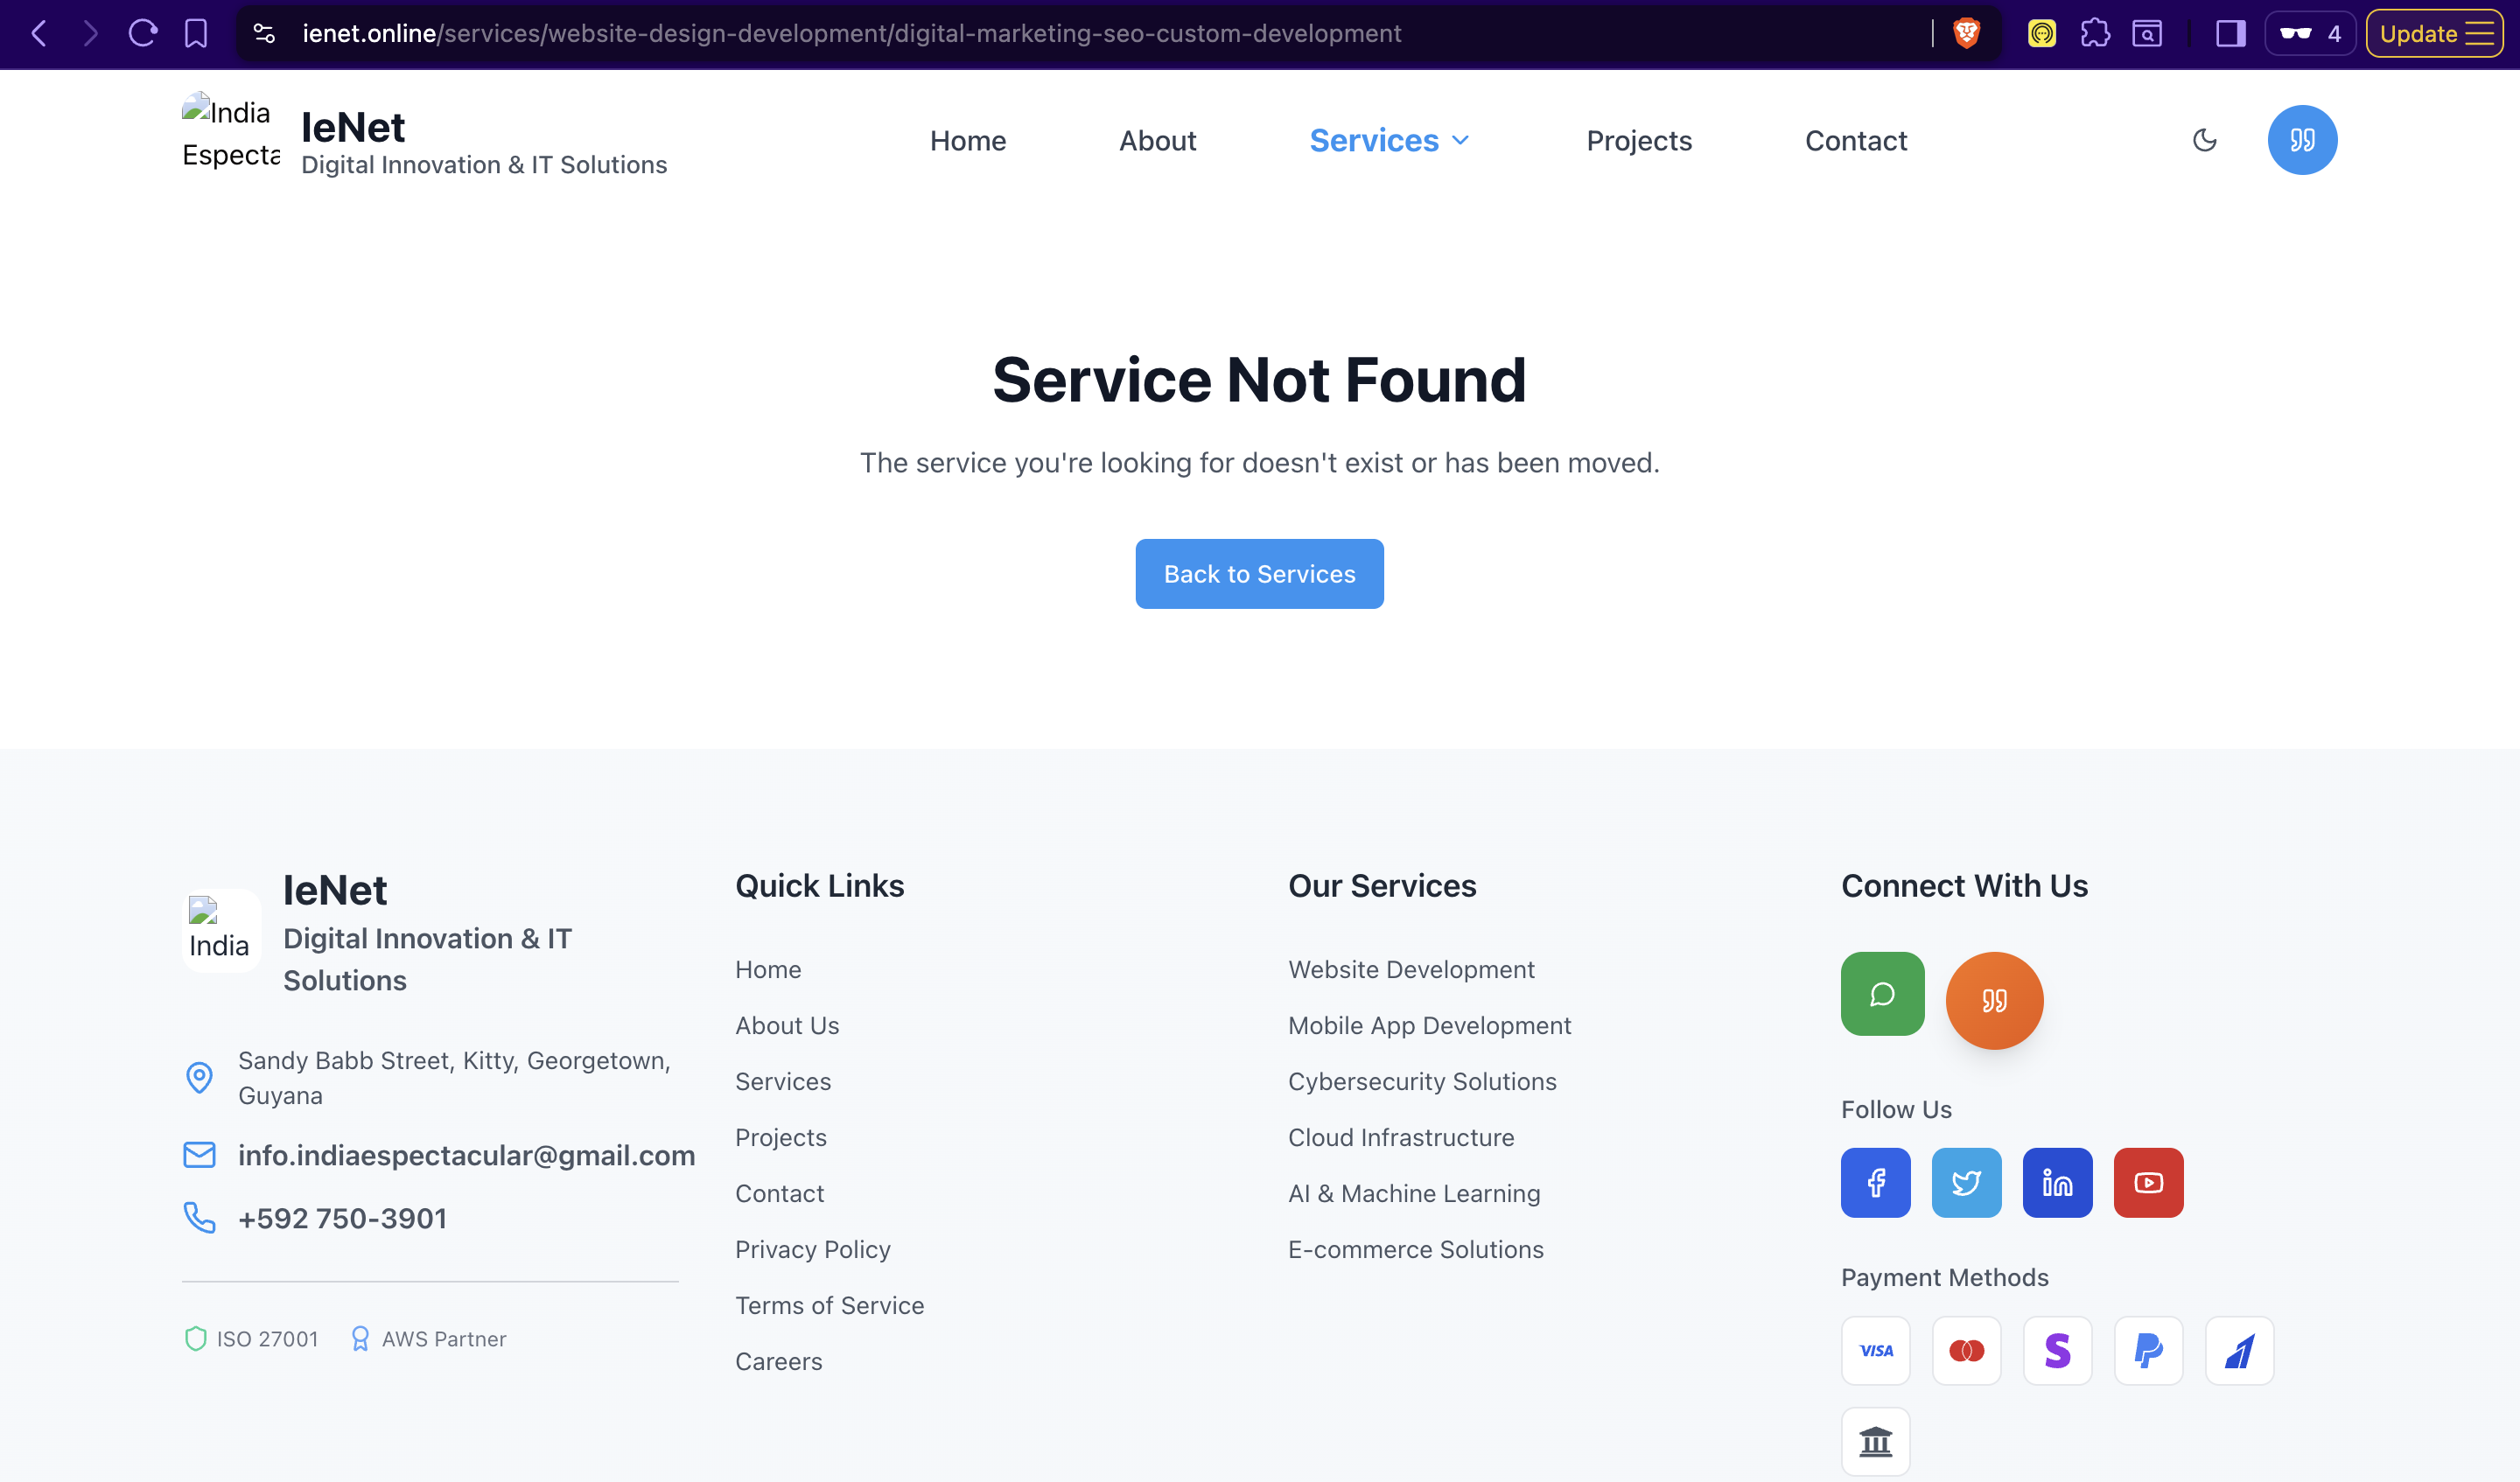 ienet.online/services/website-design-development/digital-marketing-seo-custom-development
4
Update
India
Especta
IeNet
Digital Innovation & IT Solutions
Home
About
Services
Projects
Contact
Service Not Found
The service you're looking for doesn't exist or has been moved.
Back to Services
India
IeNet
Digital Innovation & IT
Solutions
Sandy Babb Street, Kitty, Georgetown,
Guyana
info.indiaespectacular@gmail.com
+592 750-3901
ISO 27001
AWS Partner
Quick Links
Home
About Us
Services
Projects
Contact
Privacy Policy
Terms of Service
Careers
Our Services
Website Development
Mobile App Development
Cybersecurity Solutions
Cloud Infrastructure
AI & Machine Learning
E-commerce Solutions
Connect With Us
Follow Us
Payment Methods
VISA